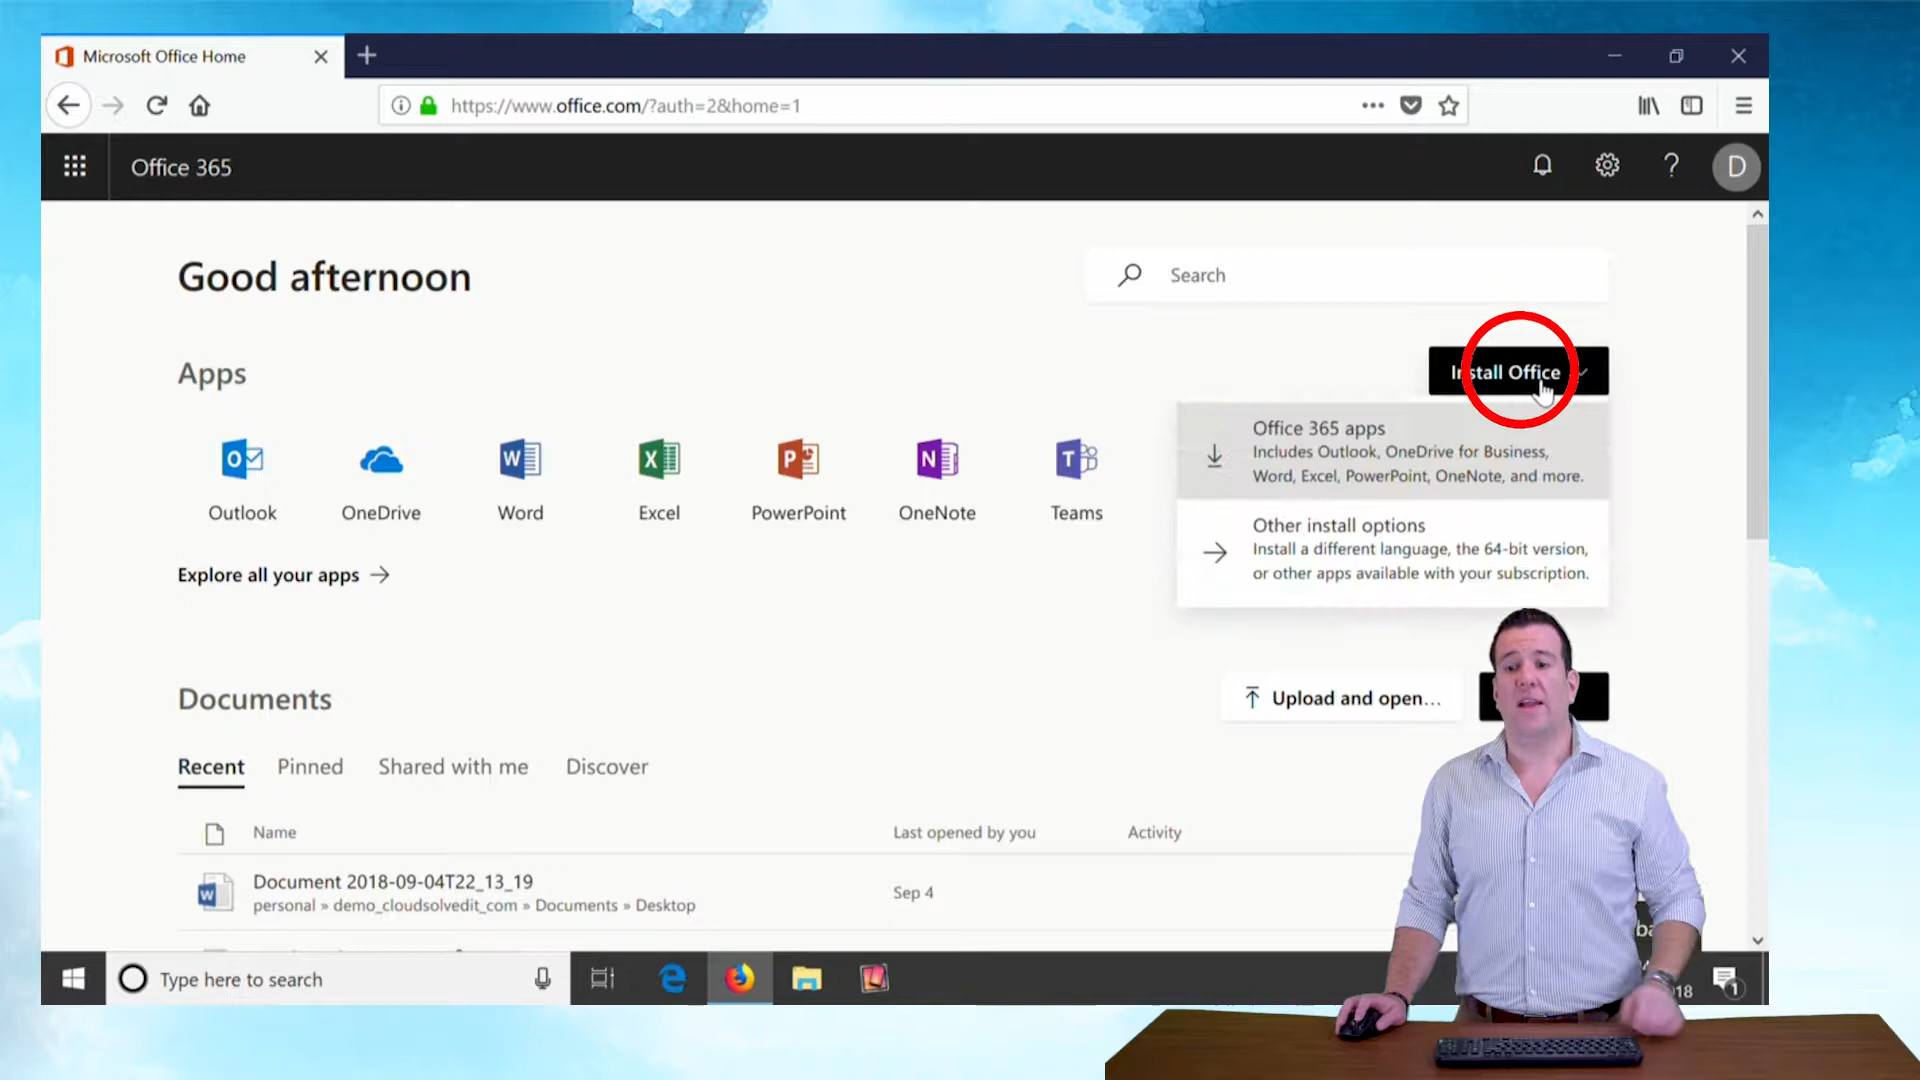 Microsoft Office Home
https://www.office.com/?auth=2&home=1
Office 365
D
Good afternoon
Search
Apps
Install Office
Office 365 apps
Includes Outlook, OneDrive for Business,
Word, Excel, PowerPoint, OneNote, and more.
Outlook
OneDrive
Word
Excel
PowerPoint
OneNote
Teams
Other install options
Install a different language, the 64-bit version,
or other apps available with your subscription.
Explore all your apps
Documents
Upload and open...
Recent
Pinned
Shared with me
Discover
Name
Last opened by you
Activity
Document 2018-09-04T22_13_19
personal » demo_cloudsolvedit_com » Documents » Desktop
Sep 4
Type here to search
18
1